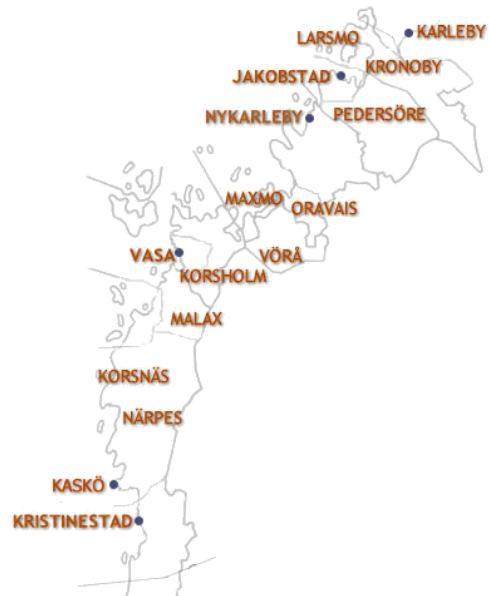 KARLEBY
LARSMO
KRONOBY
JAKOBSTAD
PEDERSÖRE
NYKARLEBY
MAXMO
ORAVAIS
VASA
VÖRÅ
KORSHOLM
MALAX
KORSNÄS
NÄRPES
KASKÖ
KRISTINESTAD